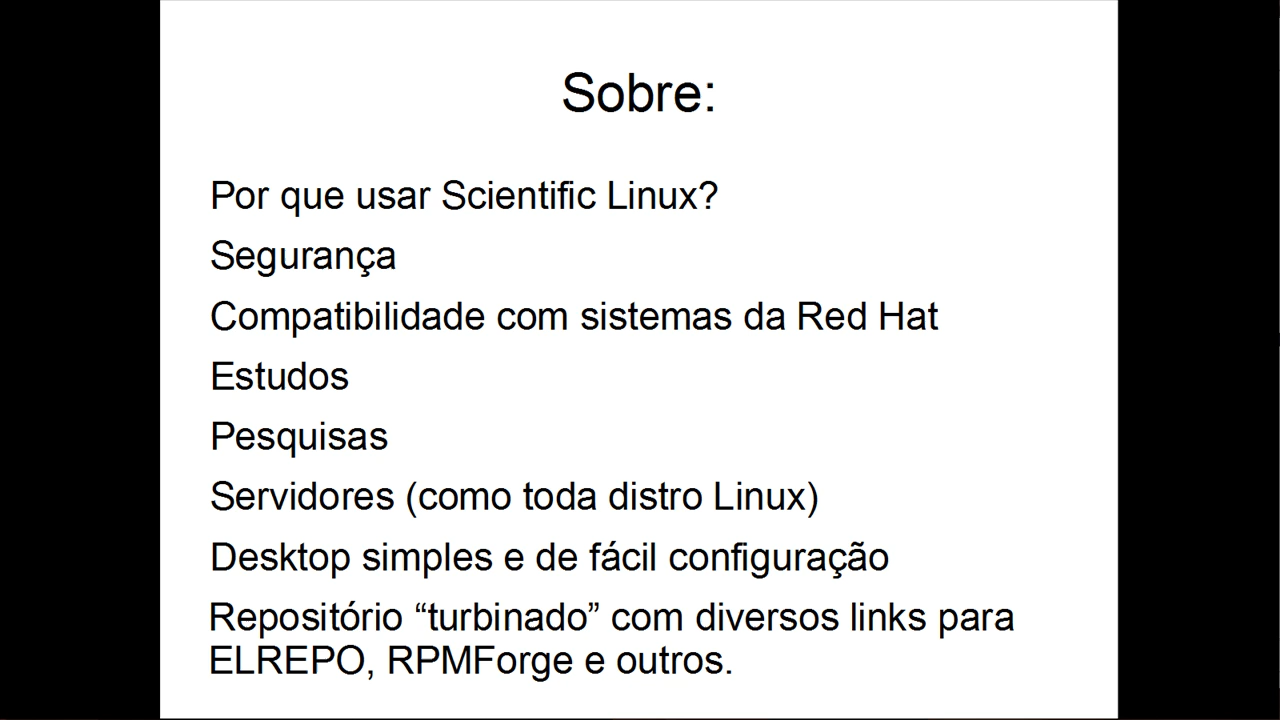 Sobre:
Por que usar Scientific Linux?
Segurança
Compatibilidade com sistemas da Red Hat
Estudos
Pesquisas
Servidores (como toda distro Linux)
Desktop simples e de fácil configuração
Repositório “turbinado” com diversos links para
ELREPO, RPMForge e outros.